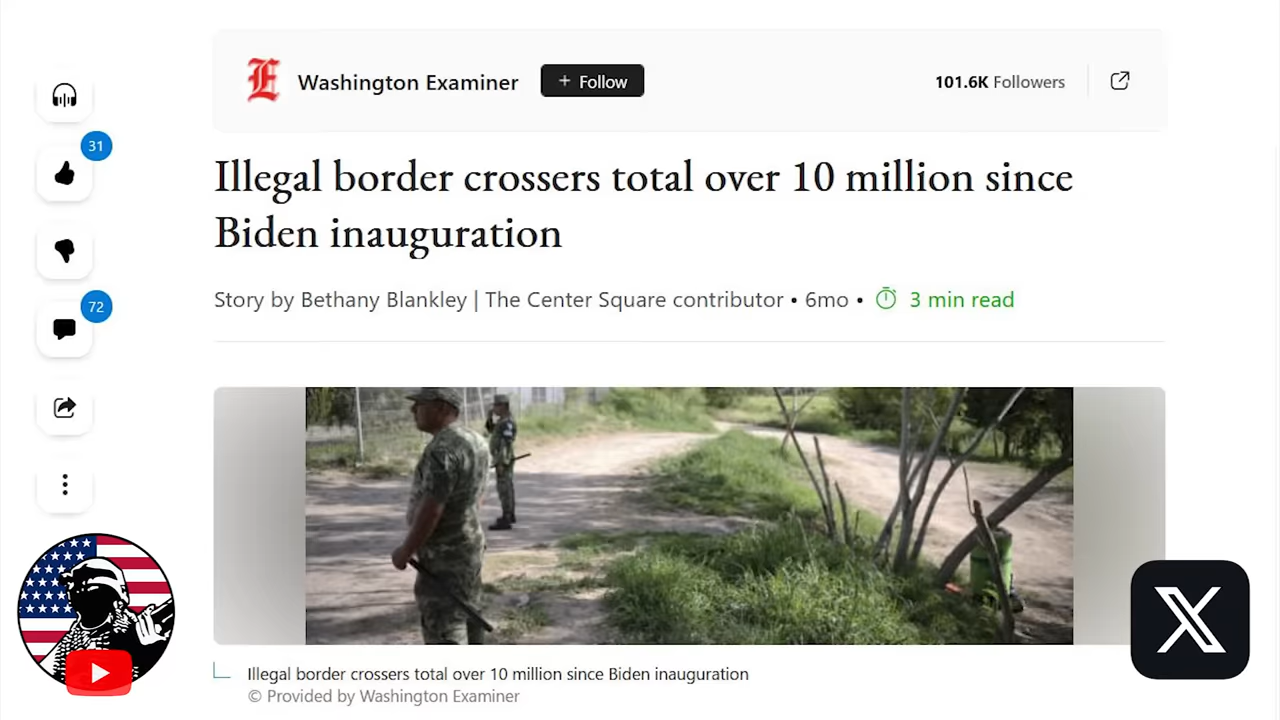 Washington Examiner
+ Follow
101.6K Followers
31
Illegal border crossers total over 10 million since
Biden inauguration
Story by Bethany Blankley | The Center Square contributor • 6mo • 3 min read
72
Illegal border crossers total over 10 million since Biden inauguration
© Provided by Washington Examiner